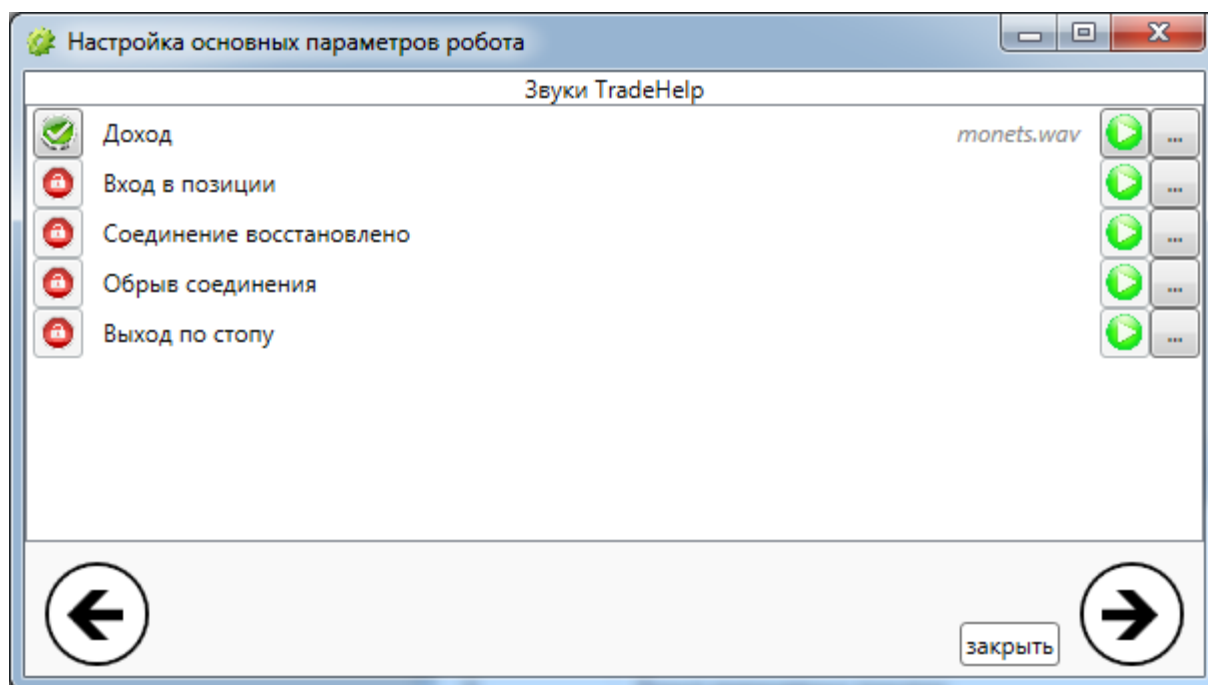 Настройка основных параметров робота
Звуки TradeHelp
Доход monets.wav ...
Вход в позиции ...
Соединение восстановлено ...
Обрыв соединения ...
Выход по стопу ...
закрыть